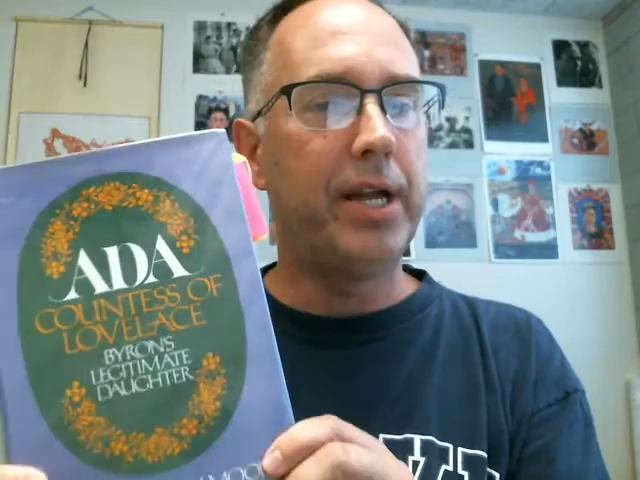 ADA
COUNTESS OF
LOVELACE
BYRON'S
LEGITIMATE
DAUGHTER